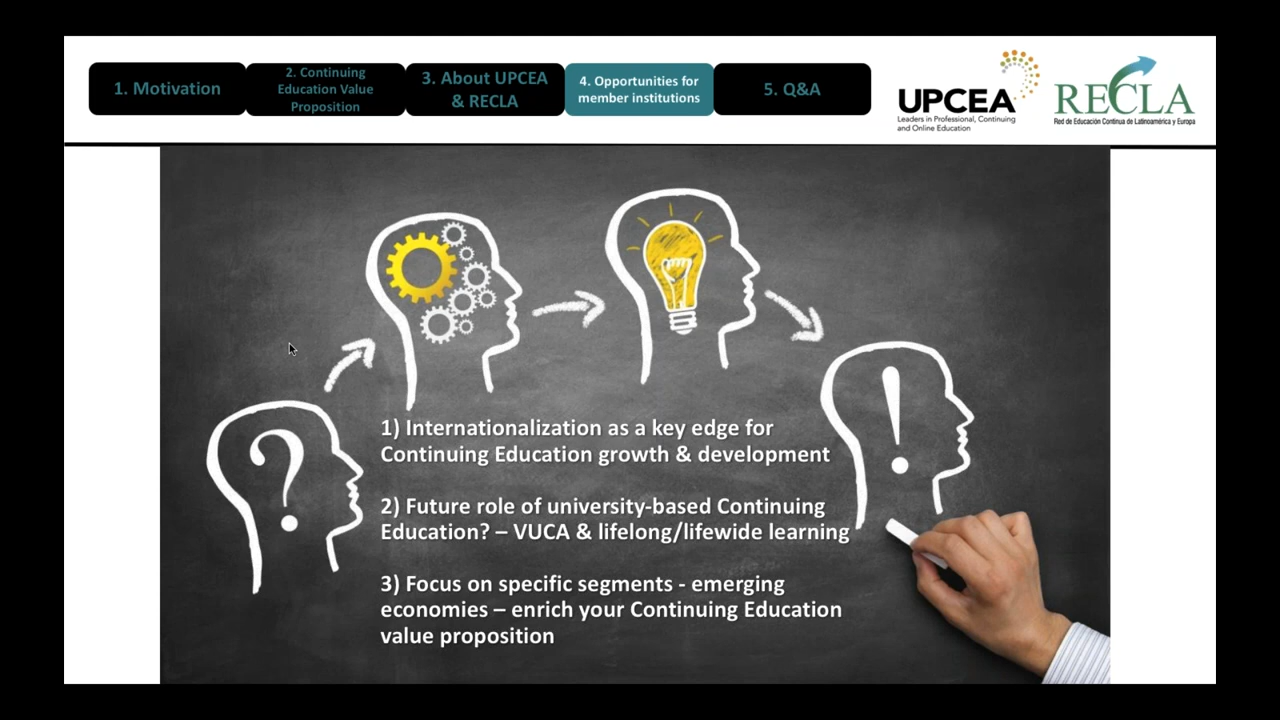 1. Motivation
2. Continuing
Education Value
Proposition
3. About UPCEA
& RECLA
4. Opportunities for
member institutions
5. Q&A
UPCEA
Leaders in Professional, Continuing
and Online Education
RECLA
Red de Educación Continua de Latinoamérica y Europa
?
!
1) Internationalization as a key edge for
Continuing Education growth & development
2) Future role of university-based Continuing
Education? – VUCA & lifelong/lifewide learning
3) Focus on specific segments - emerging
economies – enrich your Continuing Education
value proposition